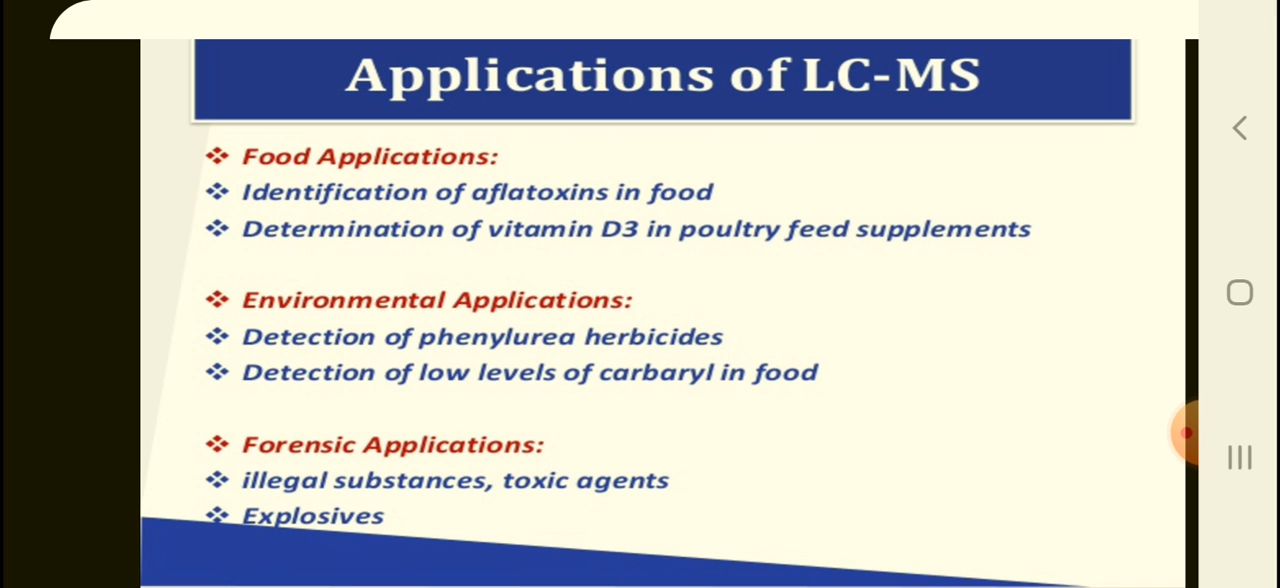 Applications of LC-MS
❖ Food Applications:
❖ Identification of aflatoxins in food
❖ Determination of vitamin D3 in poultry feed supplements
❖ Environmental Applications:
❖ Detection of phenylurea herbicides
❖ Detection of low levels of carbaryl in food
❖ Forensic Applications:
❖ illegal substances, toxic agents
❖ Explosives